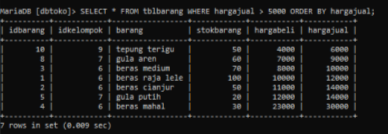 MariaDB [dbtoko]> SELECT * FROM tblbarang WHERE hargajual > 5000 ORDER BY hargajual;
| idbarang | idkelompok | barang | stokbarang | hargabeli | hargajual |
| 10 | 9 | tepung terigu | 50 | 4000 | 6000 |
| 8 | 7 | gula aren | 60 | 7000 | 9000 |
| 3 | 6 | beras medium | 70 | 8000 | 10000 |
| 1 | 6 | beras raja lele | 100 | 10000 | 12000 |
| 2 | 6 | beras cianjur | 50 | 11000 | 14000 |
| 5 | 7 | gula putih | 20 | 12000 | 14000 |
| 4 | 6 | beras mahal | 30 | 23000 | 30000 |
7 rows in set (0.009 sec)